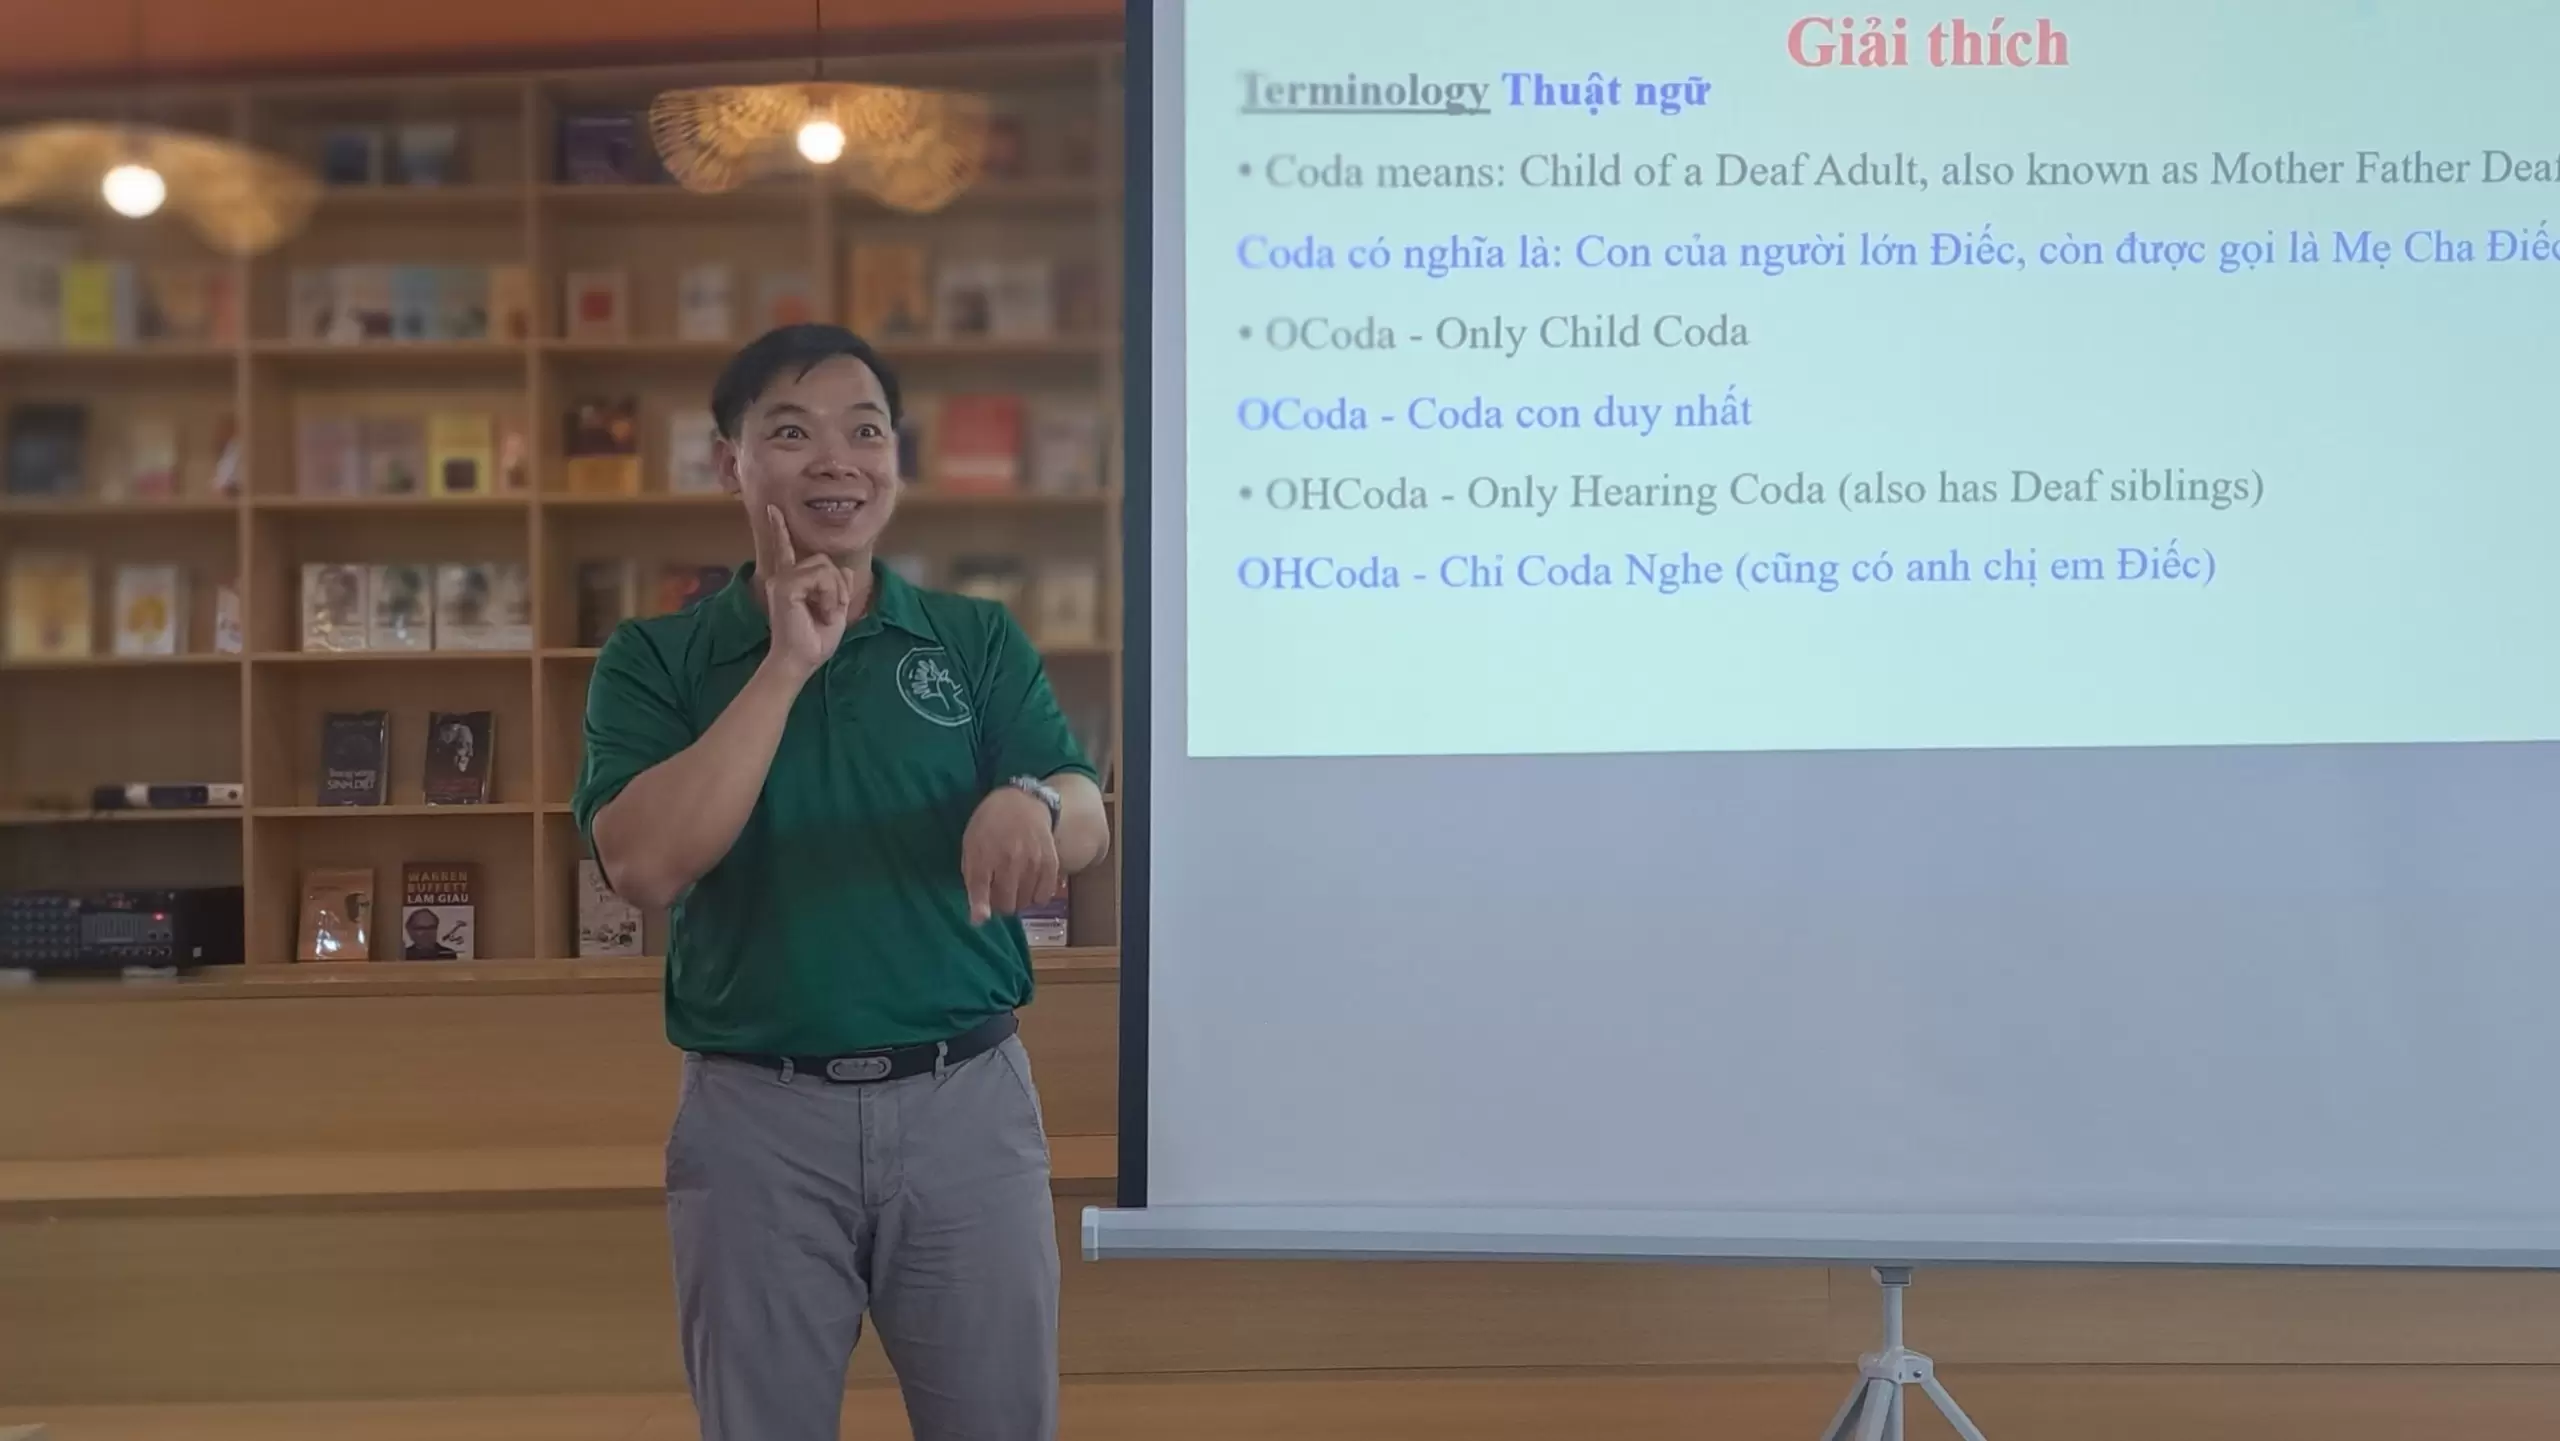 Giải thích
Terminology Thuật ngữ
• Coda means: Child of a Deaf Adult, also known as Mother Father Deaf
Coda có nghĩa là: Con của người lớn Điếc, còn được gọi là Mẹ Cha Điếc
• OCoda - Only Child Coda
OCoda - Coda con duy nhất
• OHCoda - Only Hearing Coda (also has Deaf siblings)
OHCoda - Chỉ Coda Nghe (cũng có anh chị em Điếc)
WARREN
BUFFETT
LÀM GIÀU